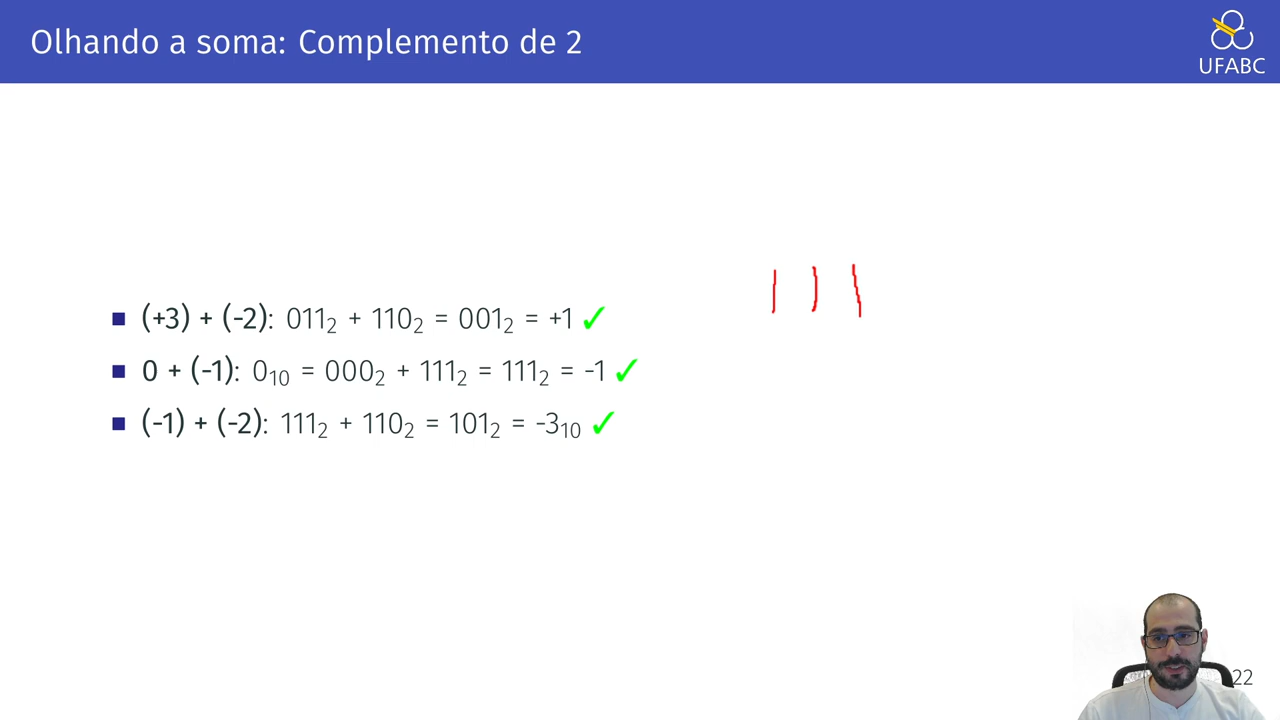 Olhando a soma: Complemento de 2
UFABC
111
■ (+3) + (-2): 011₂ + 110₂ = 001₂ = +1 ✓
■ 0 + (-1): 0₁₀ = 000₂ + 111₂ = 111₂ = -1 ✓
■ (-1) + (-2): 111₂ + 110₂ = 101₂ = -3₁₀ ✓
22